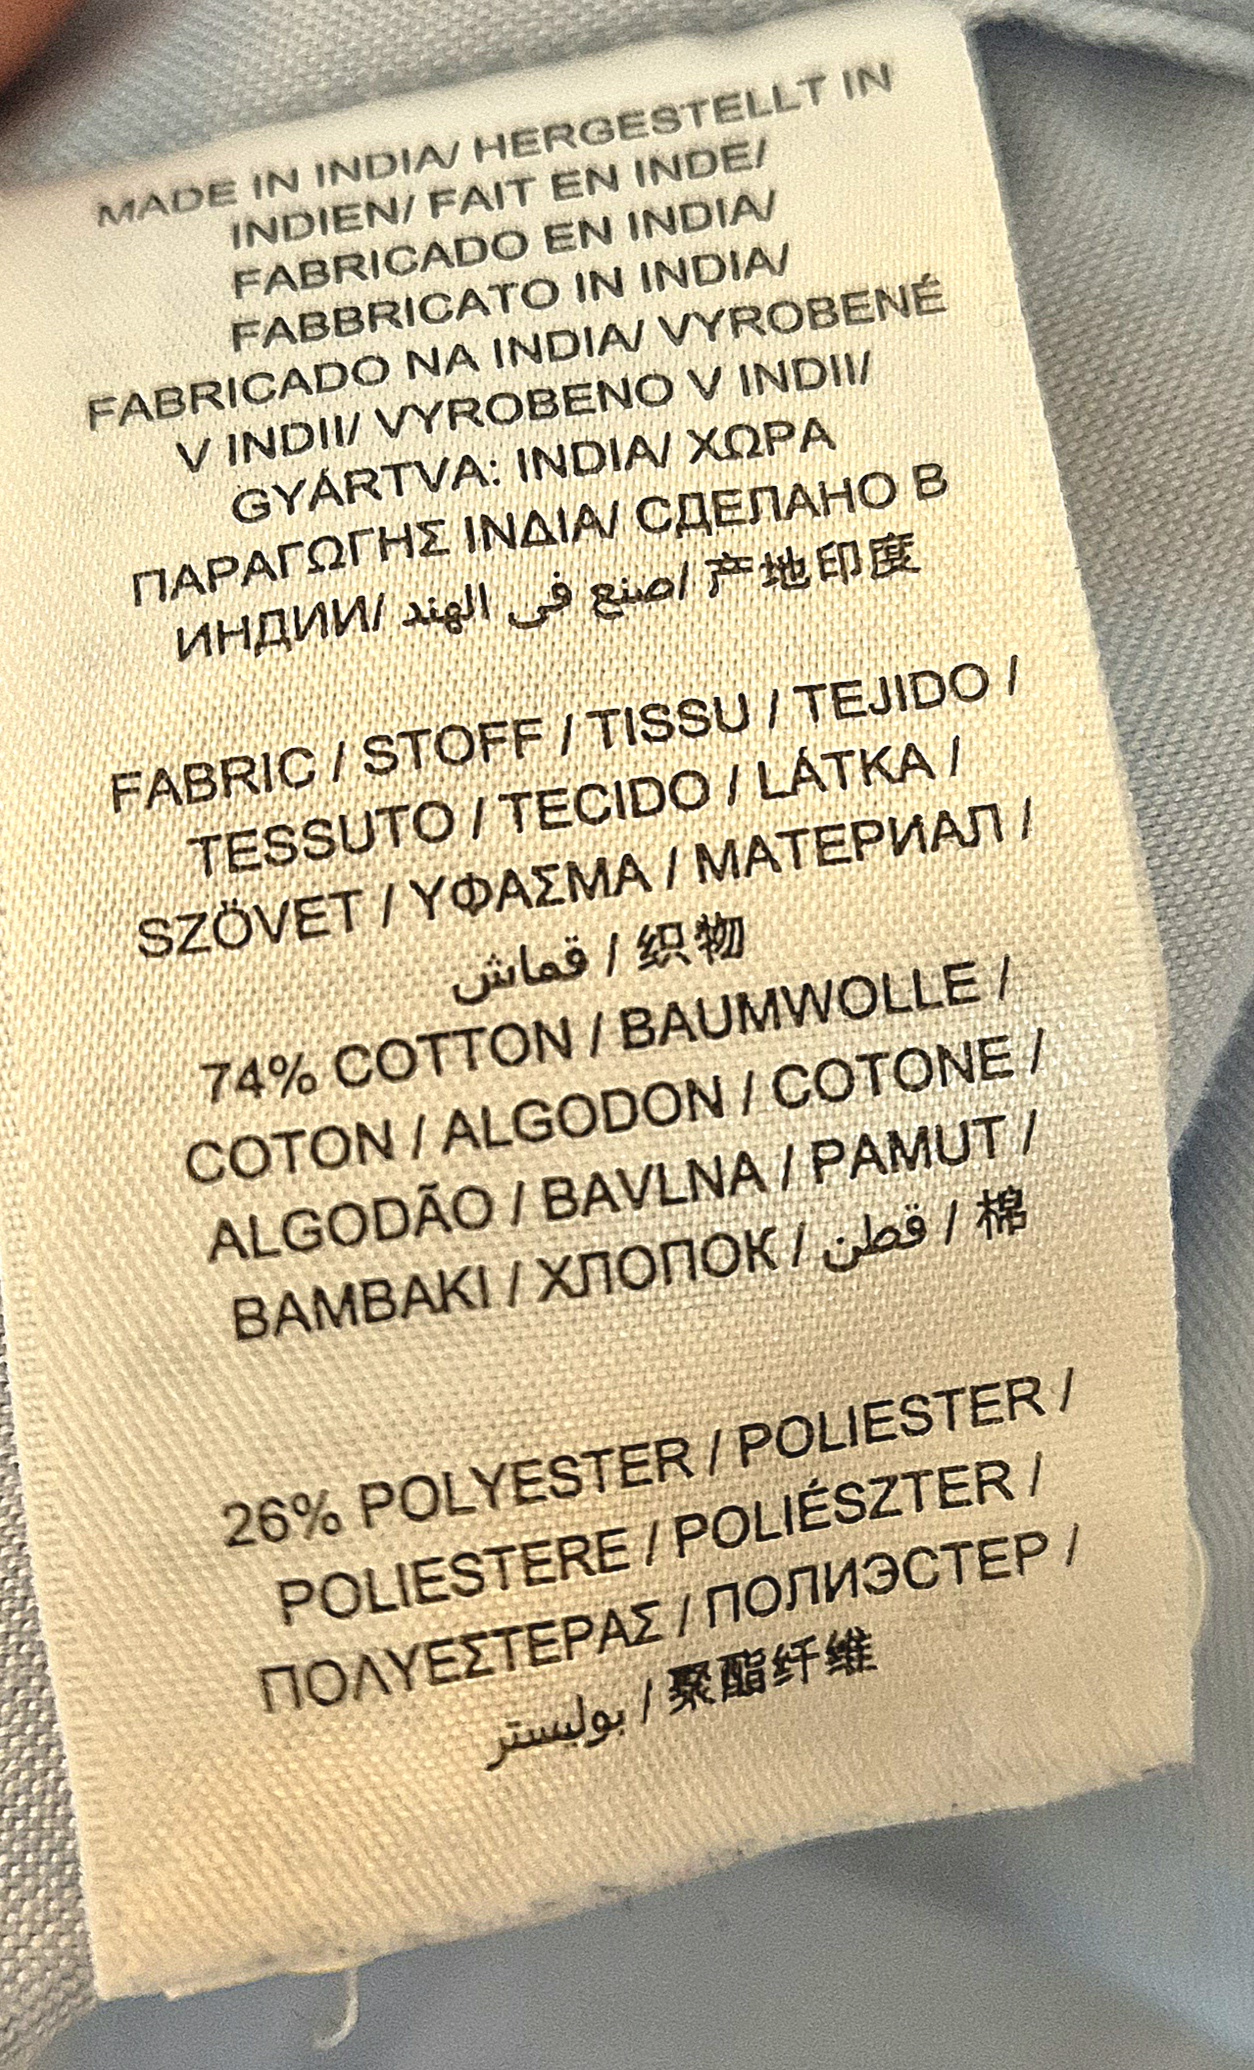 MADE IN INDIA/ HERGESTELLT IN
INDIEN/ FAIT EN INDE/
FABRICADO EN INDIA/
FABBRICATO IN INDIA/
FABRICADO NA INDIA/ VYROBENÉ
V INDII/ VYROBENO V INDII/
GYÁRTVA: INDIA/ ΧΩΡΑ
ΠΑΡΑΓΩΓΗΣ ΙΝΔΙΑ/ СДЕЛАНО В
ИНДИИ/ صنع في الهند/ 产地印度
FABRIC / STOFF / TISSU / TEJIDO /
TESSUTO / TECIDO / LÁTKA /
SZÖVET / ΥΦΑΣΜΑ / МАТЕРИАЛ /
قماش / 织物
74% COTTON / BAUMWOLLE /
COTON / ALGODON / COTONE /
ALGODÃO / BAVLNA / PAMUT /
BAMBAKI / ХЛОПОК / قطن / 棉
26% POLYESTER / POLIESTER /
POLIESTERE / POLIÉSZTER /
ΠΟΛΥΕΣΤΕΡΑΣ / ПОЛИЭСТЕР /
بوليستر / 聚酯纤维